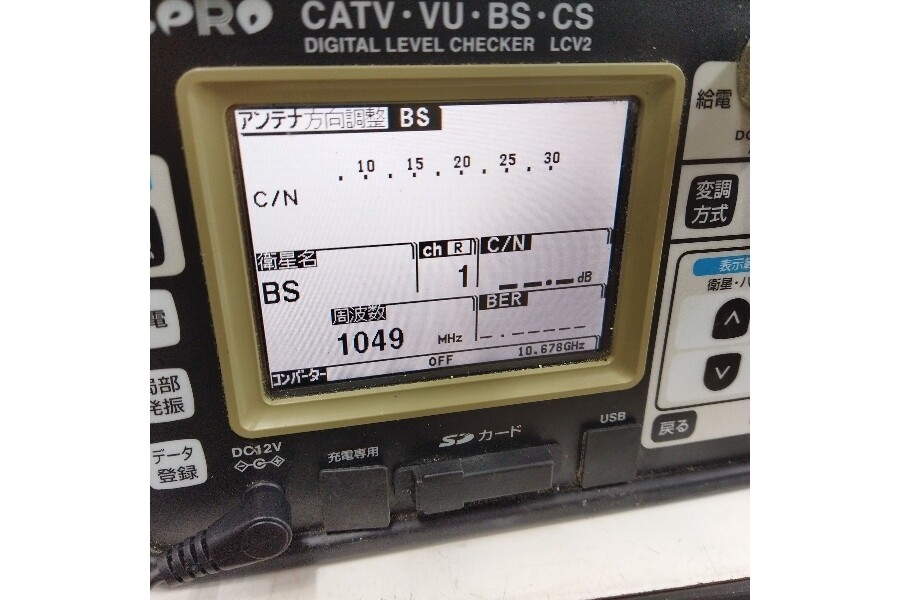 SPRO
CATV・VU・BS・CS
DIGITAL LEVEL CHECKER LCV2
アンテナ方向調整 BS
10 15 20 25 30
C/N
衛星名
BS
ch R
1
C/N
dB
周波数
1049 MHz
BER
コンバーター
OFF
10.678GHz
給電
変調
方式
衛星・
戻る
電
局部
発振
データ
登録
DC12V
充電専用
SDカード
USB